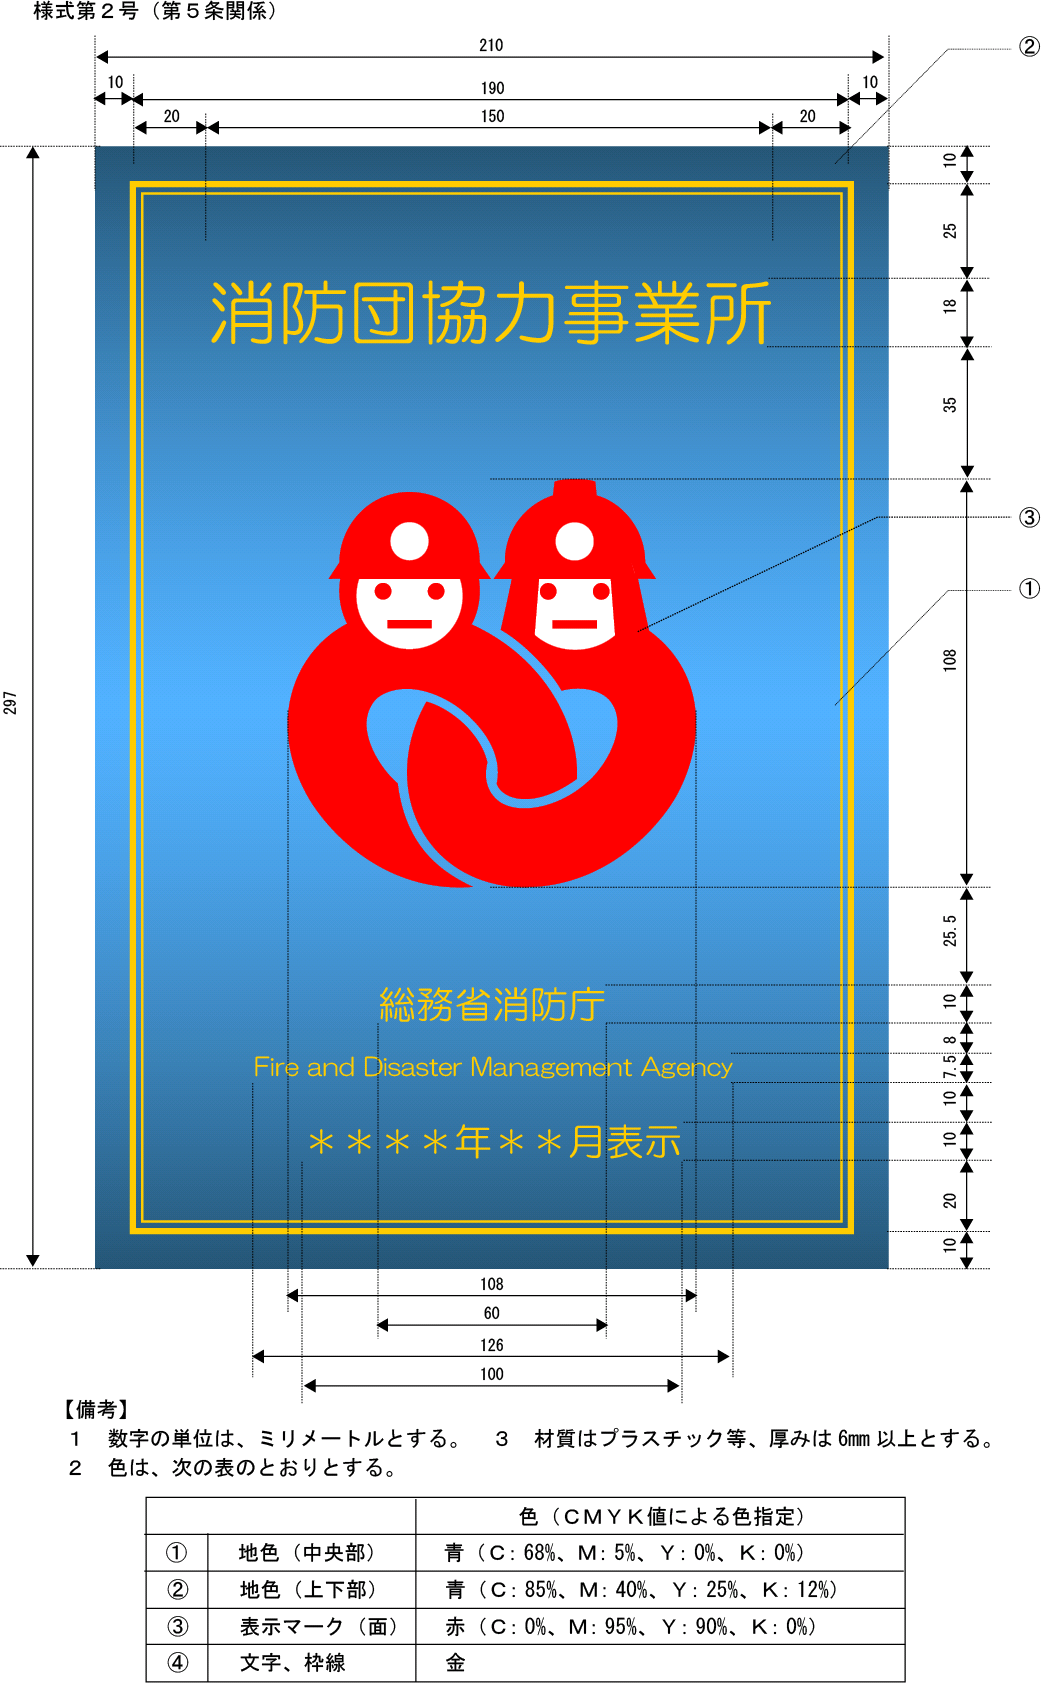 様式第２号（第５条関係）
210
②
10 190 10
20 150 20
10
25
消防団協力事業所
18
35
③
①
108
297
25.5
総務省消防庁
10
8
Fire and Disaster Management Agency
7.5
10
＊＊＊＊年＊＊月表示
10
20
10
108
60
126
100
【備考】
１　数字の単位は、ミリメートルとする。　３　材質はプラスチック等、厚みは6mm以上とする。
２　色は、次の表のとおりとする。
色（ＣＭＹＫ値による色指定）
①　地色（中央部）　青（Ｃ: 68%、Ｍ: 5%、Ｙ: 0%、Ｋ: 0%）
②　地色（上下部）　青（Ｃ: 85%、Ｍ: 40%、Ｙ: 25%、Ｋ: 12%）
③　表示マーク（面）　赤（Ｃ: 0%、Ｍ: 95%、Ｙ: 90%、Ｋ: 0%）
④　文字、枠線　金